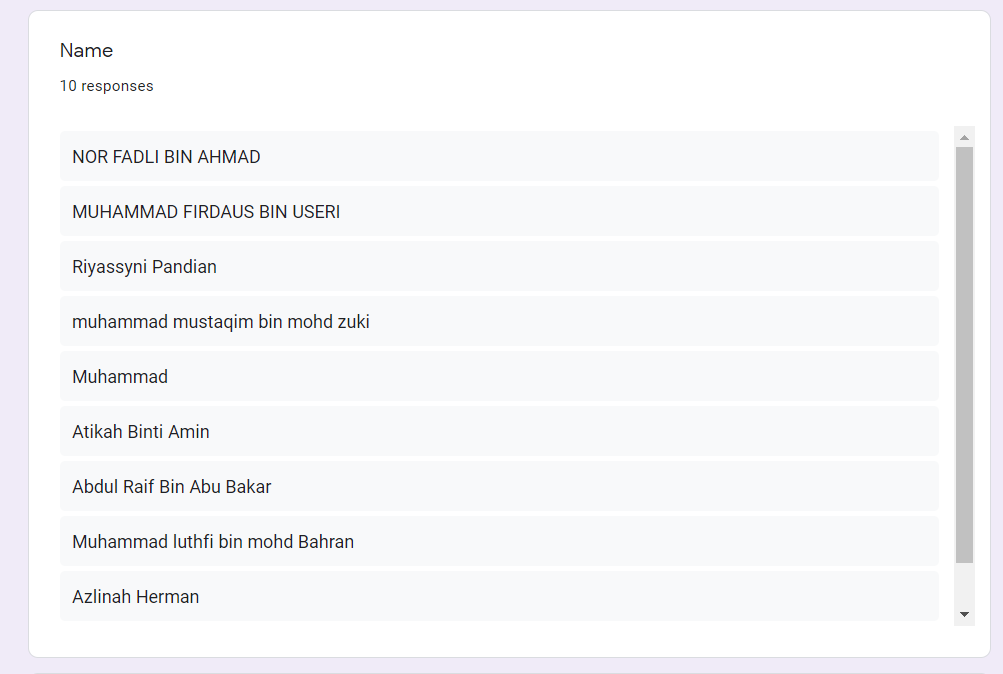 Name
10 responses
NOR FADLI BIN AHMAD
MUHAMMAD FIRDAUS BIN USERI
Riyassyni Pandian
muhammad mustaqim bin mohd zuki
Muhammad
Atikah Binti Amin
Abdul Raif Bin Abu Bakar
Muhammad luthfi bin mohd Bahran
Azlinah Herman